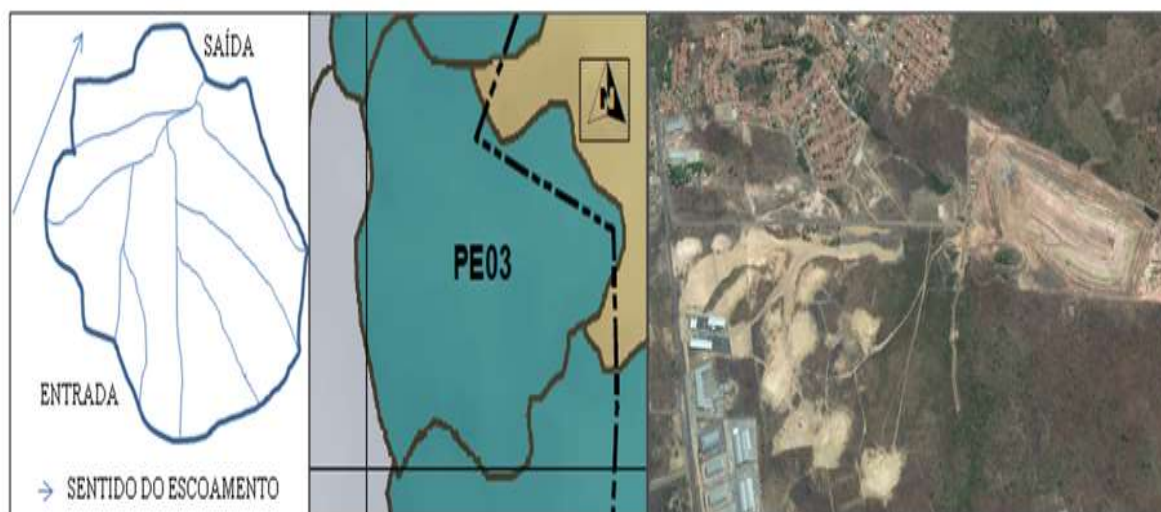 SAÍDA
ENTRADA
SENTIDO DO ESCOAMENTO
PE03
N